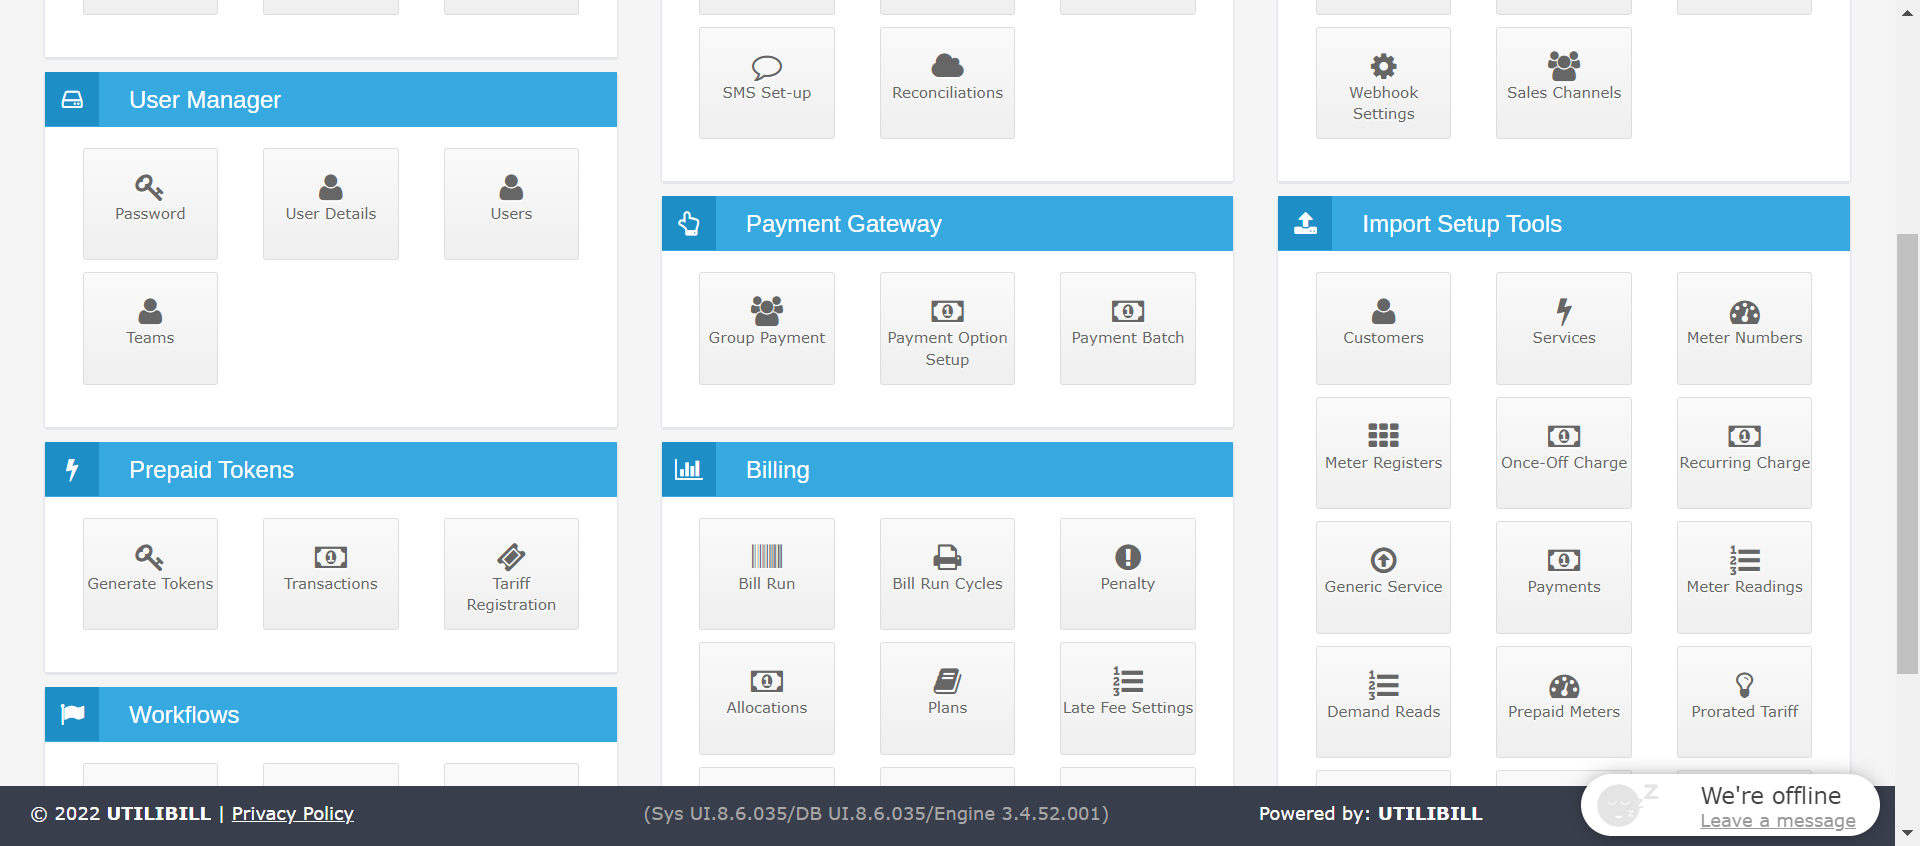 SMS Set-up
Reconciliations
Webhook
Settings
Sales Channels
User Manager
Password
User Details
Users
Teams
Payment Gateway
Group Payment
Payment Option
Setup
Payment Batch
Import Setup Tools
Customers
Services
Meter Numbers
Meter Registers
Once-Off Charge
Recurring Charge
Generic Service
Payments
Meter Readings
Demand Reads
Prepaid Meters
Prorated Tariff
Prepaid Tokens
Generate Tokens
Transactions
Tariff
Registration
Billing
Bill Run
Bill Run Cycles
Penalty
Allocations
Plans
Late Fee Settings
Workflows
© 2022 UTILIBILL | Privacy Policy
(Sys UI.8.6.035/DB UI.8.6.035/Engine 3.4.52.001)
Powered by: UTILIBILL
We're offline
Leave a message